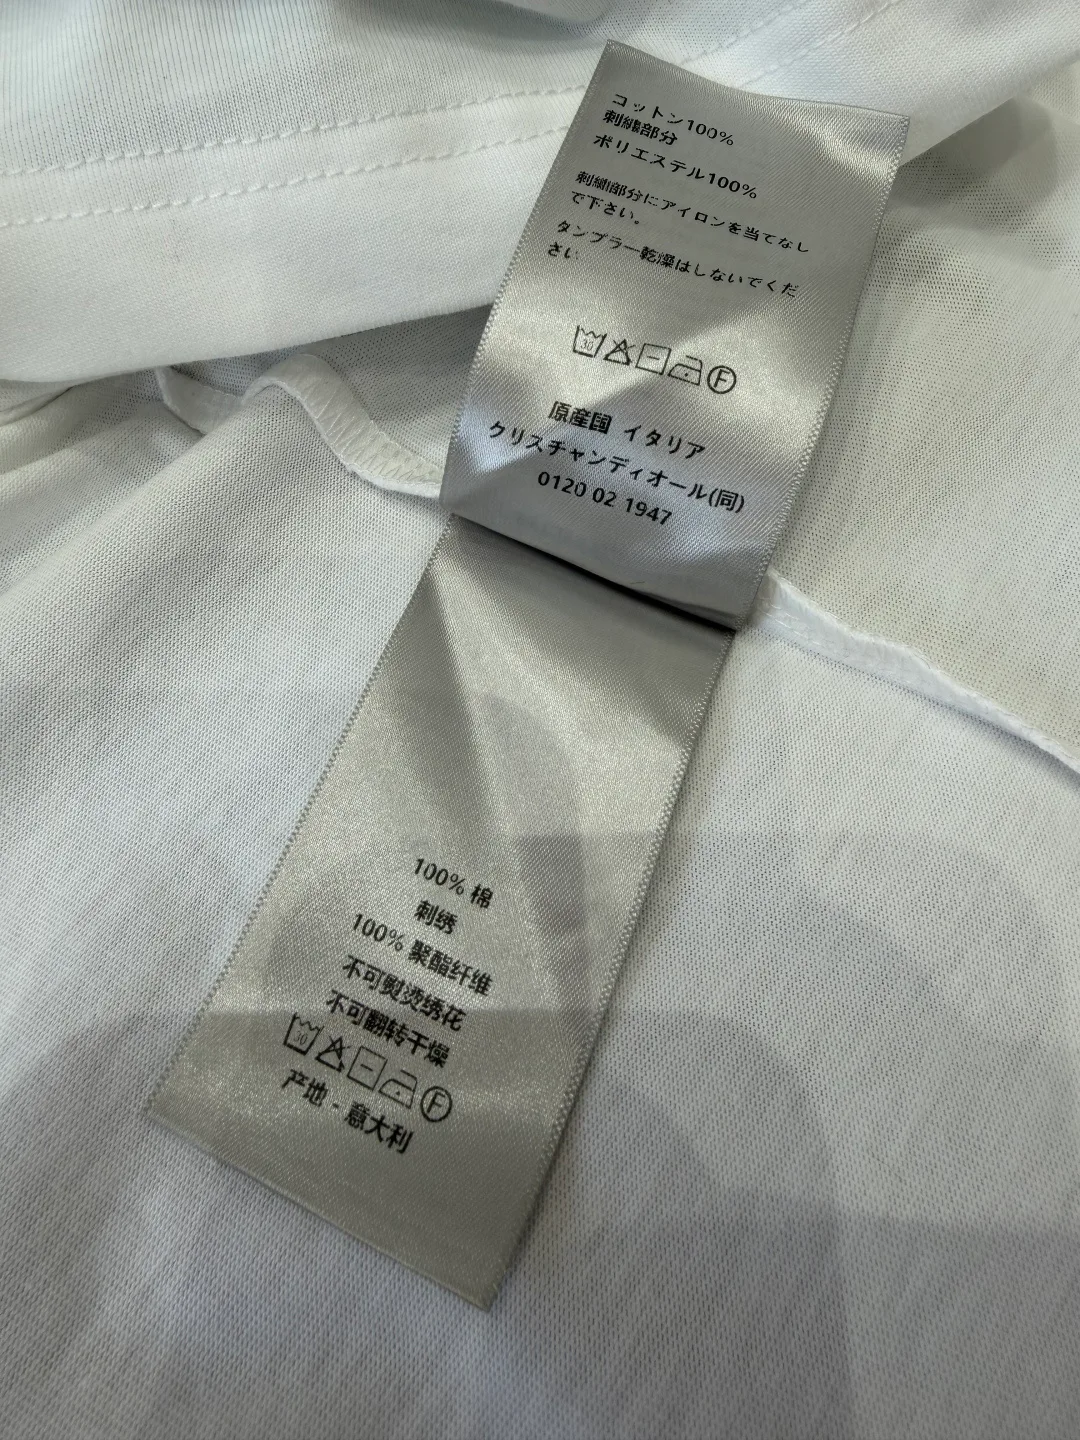 コットン100%
刺繍部分
ポリエステル100%
刺繍部分にアイロンを当てなし
で下さい。
タンブラー乾燥はしないでくだ
さい
30
F
原産国 イタリア
クリスチャンディオール(同)
0120 02 1947
100% 棉
刺绣
100% 聚酯纤维
不可熨烫绣花
不可翻转干燥
30
F
产地 - 意大利